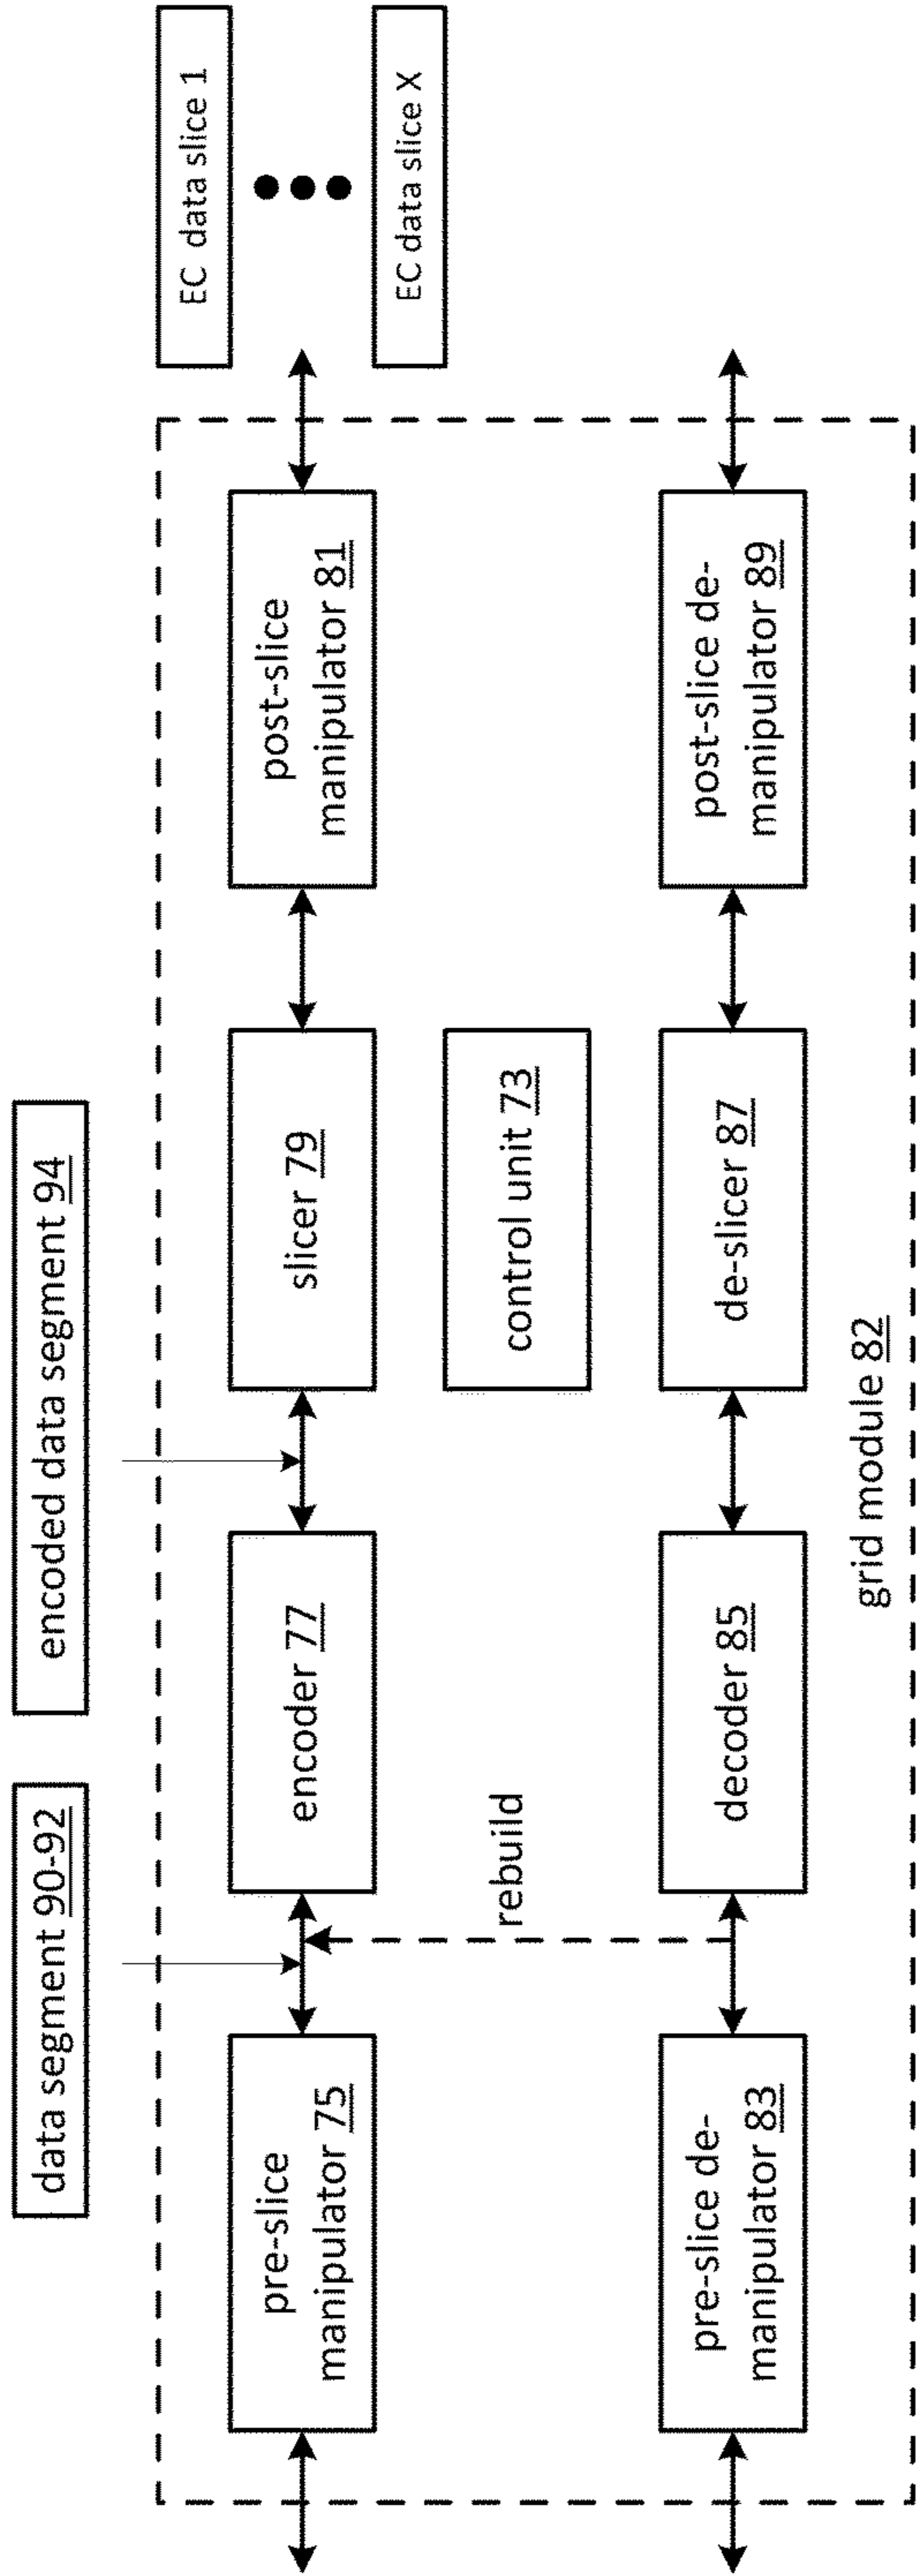 data segment 90-92
encoded data segment 94
EC data slice 1
EC data slice X
pre-slice
manipulator 75
encoder 77
slicer 79
post-slice
manipulator 81
rebuild
control unit 73
pre-slice de-
manipulator 83
decoder 85
de-slicer 87
post-slice de-
manipulator 89
grid module 82